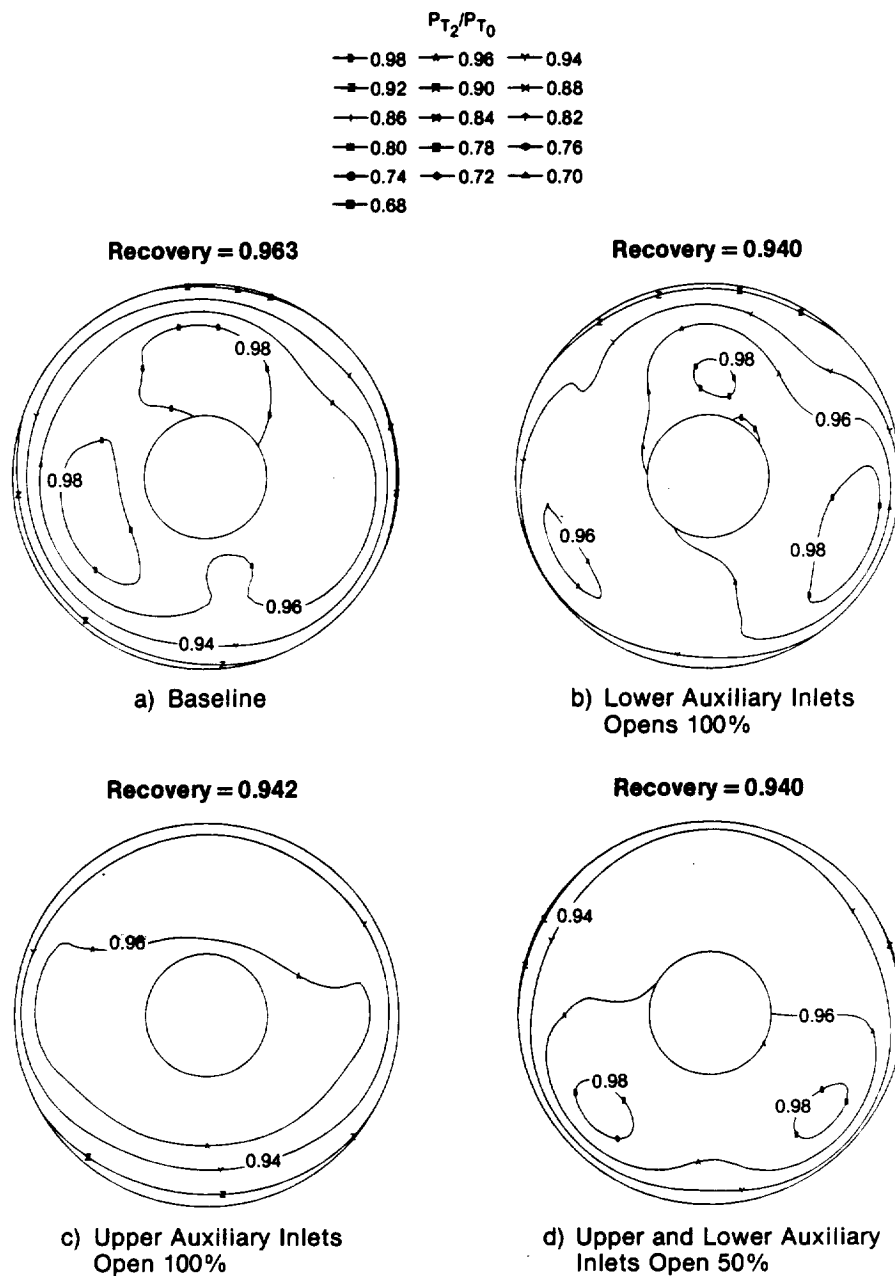 P_T2/P_T0
0.98 0.96 0.94
0.92 0.90 0.88
0.86 0.84 0.82
0.80 0.78 0.76
0.74 0.72 0.70
0.68
Recovery = 0.963
0.98
0.98
0.96
0.94
a) Baseline
Recovery = 0.940
0.98
0.96
0.96
0.98
b) Lower Auxiliary Inlets
Opens 100%
Recovery = 0.942
0.96
0.94
c) Upper Auxiliary Inlets
Open 100%
Recovery = 0.940
0.94
0.96
0.98
0.98
d) Upper and Lower Auxiliary
Inlets Open 50%